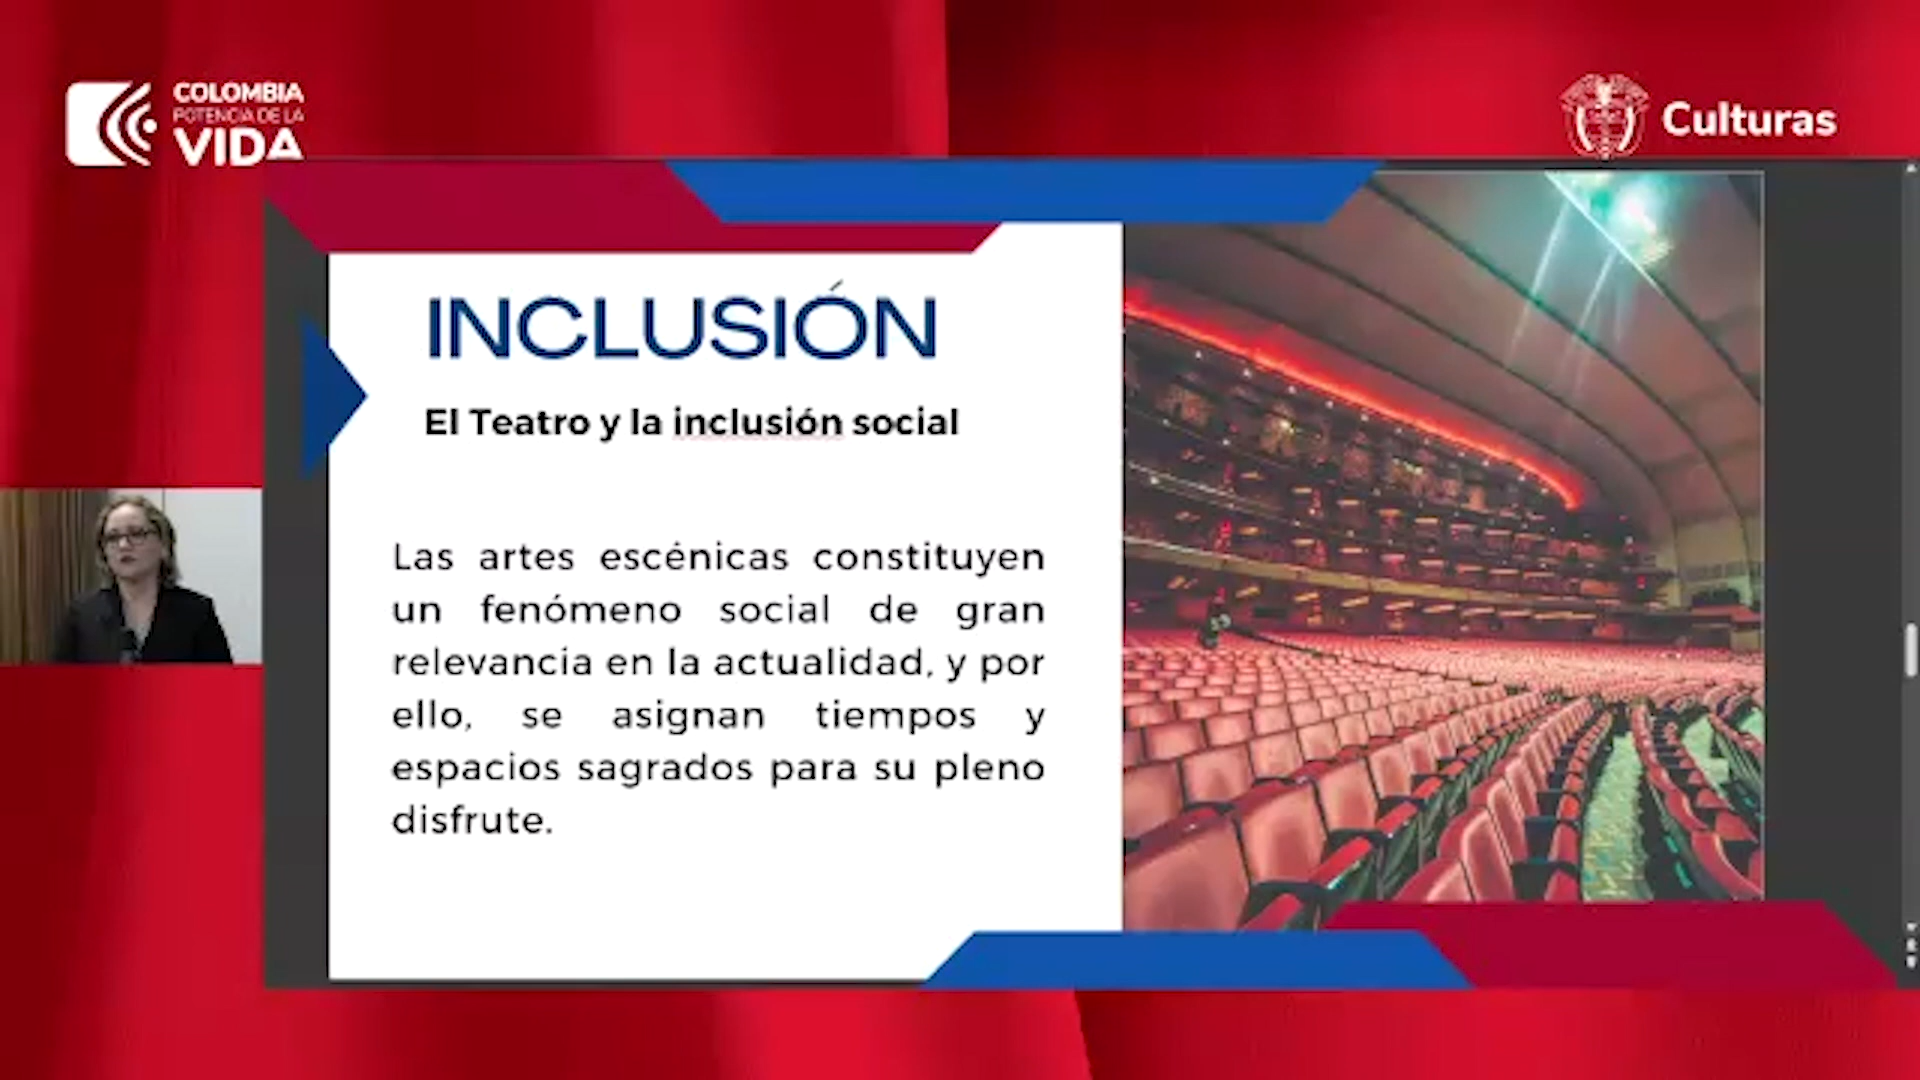 COLOMBIA
POTENCIA DE LA
VIDA
Culturas
INCLUSIÓN
El Teatro y la inclusión social
Las artes escénicas constituyen
un fenómeno social de gran
relevancia en la actualidad, y por
ello, se asignan tiempos y
espacios sagrados para su pleno
disfrute.